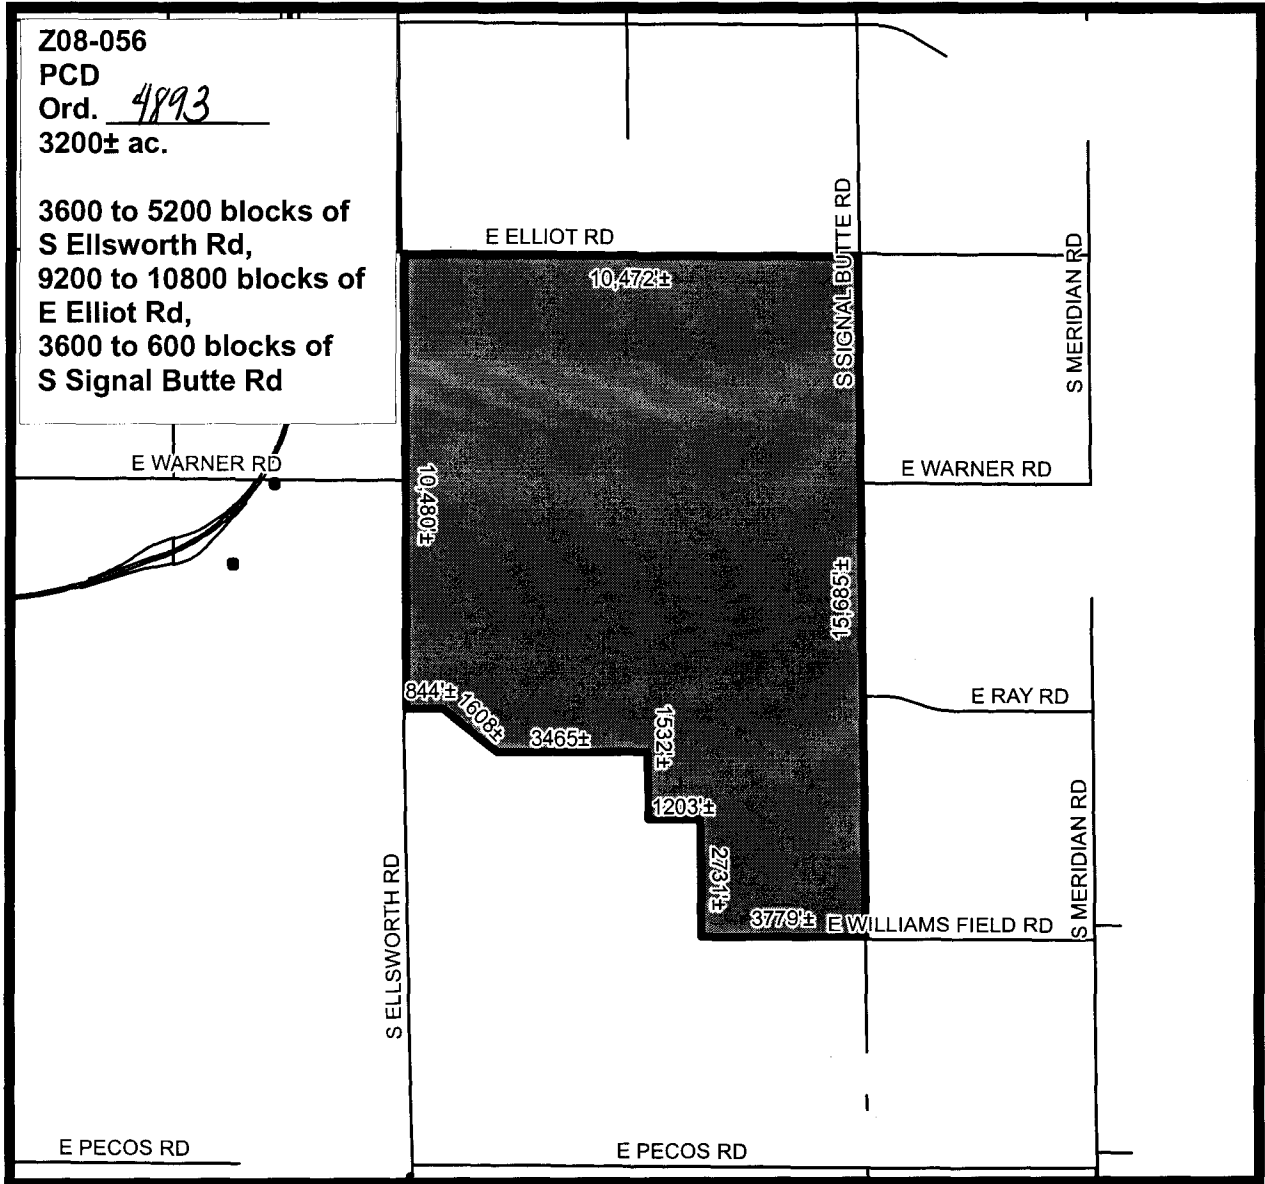 Z08-056
PCD
Ord. 4893
3200± ac.
3600 to 5200 blocks of
S Ellsworth Rd,
9200 to 10800 blocks of
E Elliot Rd,
3600 to 600 blocks of
S Signal Butte Rd
E ELLIOT RD
10,472'±
S SIGNAL BUTTE RD
S MERIDIAN RD
E WARNER RD
E WARNER RD
10,480'±
15,685'±
844'±
1608±
3465±
1532'±
E RAY RD
1203'±
2731'±
3779'±
E WILLIAMS FIELD RD
S MERIDIAN RD
S ELLSWORTH RD
E PECOS RD
E PECOS RD